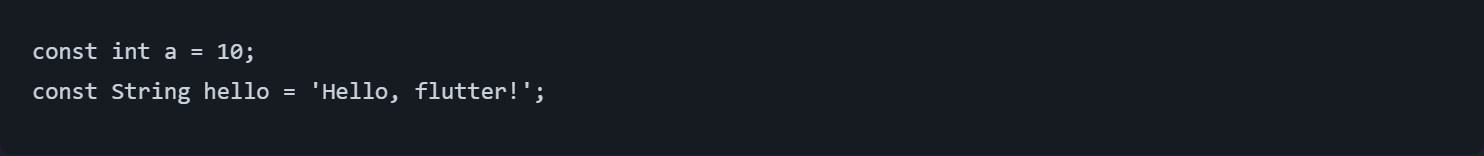 const int a = 10;
const String hello = 'Hello, flutter!';